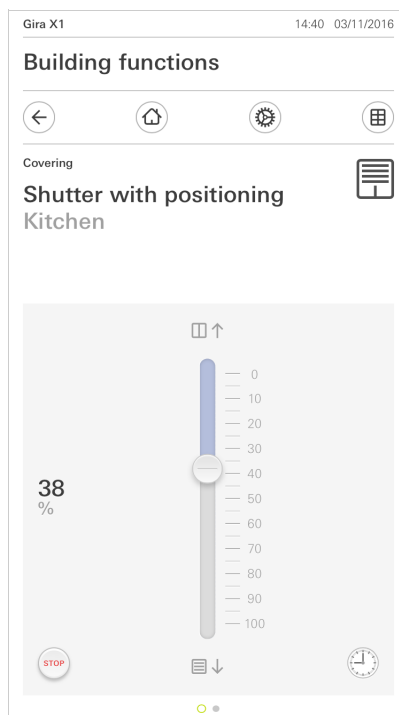 Gira X1 14:40 03/11/2016
Building functions
Covering
Shutter with positioning
Kitchen
0
10
20
30
40
50
60
70
80
90
100
38
%
STOP